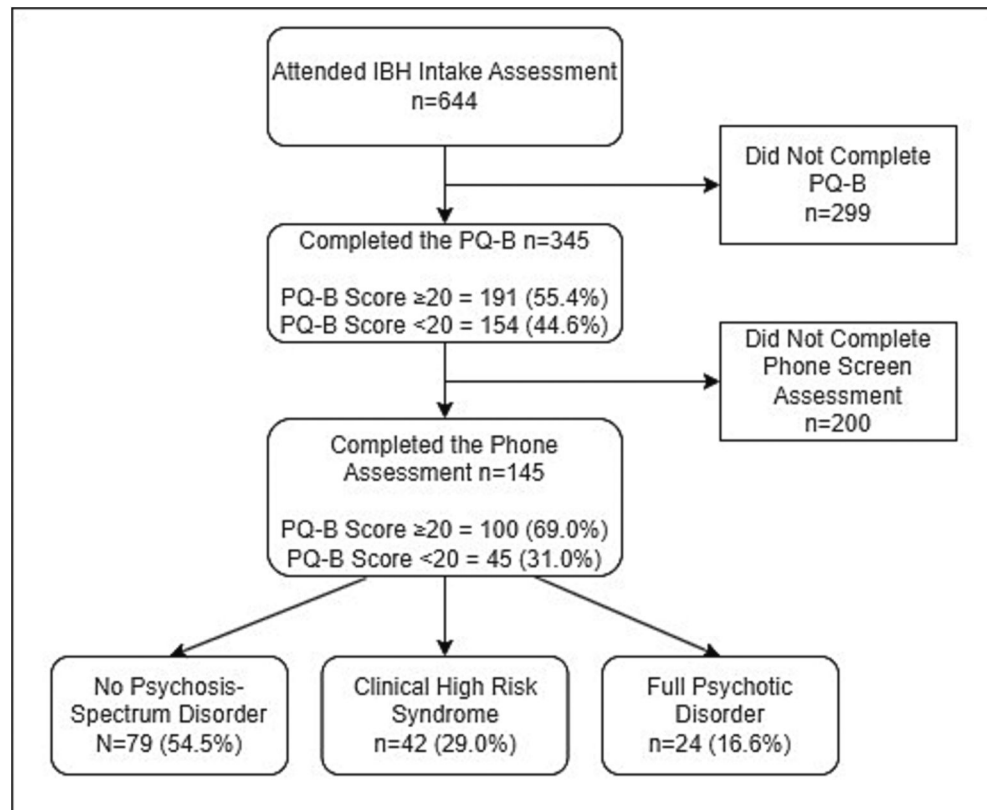 Attended IBH Intake Assessment
n=644
Did Not Complete
PQ-B
n=299
Completed the PQ-B n=345
PQ-B Score ≥20 = 191 (55.4%)
PQ-B Score <20 = 154 (44.6%)
Did Not Complete
Phone Screen
Assessment
n=200
Completed the Phone
Assessment n=145
PQ-B Score ≥20 = 100 (69.0%)
PQ-B Score <20 = 45 (31.0%)
No Psychosis-
Spectrum Disorder
N=79 (54.5%)
Clinical High Risk
Syndrome
n=42 (29.0%)
Full Psychotic
Disorder
n=24 (16.6%)